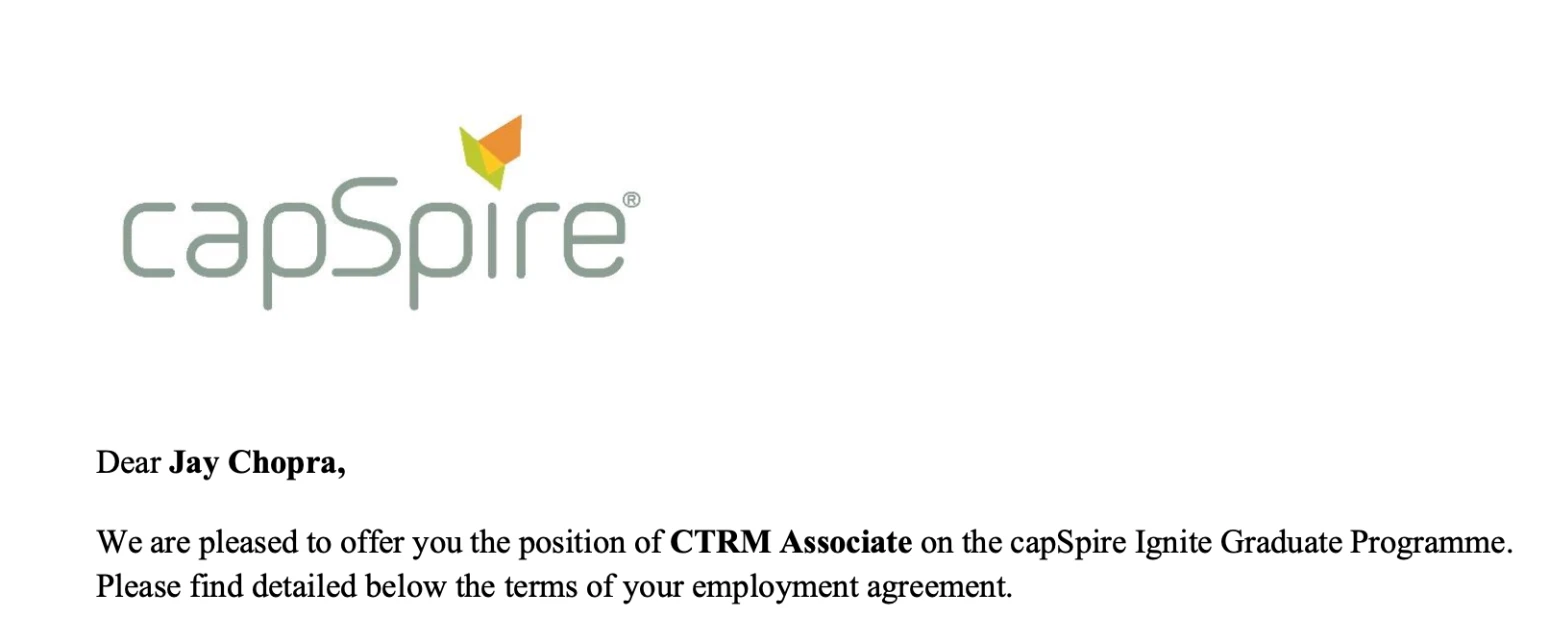 capSpire®
Dear Jay Chopra,
We are pleased to offer you the position of CTRM Associate on the capSpire Ignite Graduate Programme.
Please find detailed below the terms of your employment agreement.